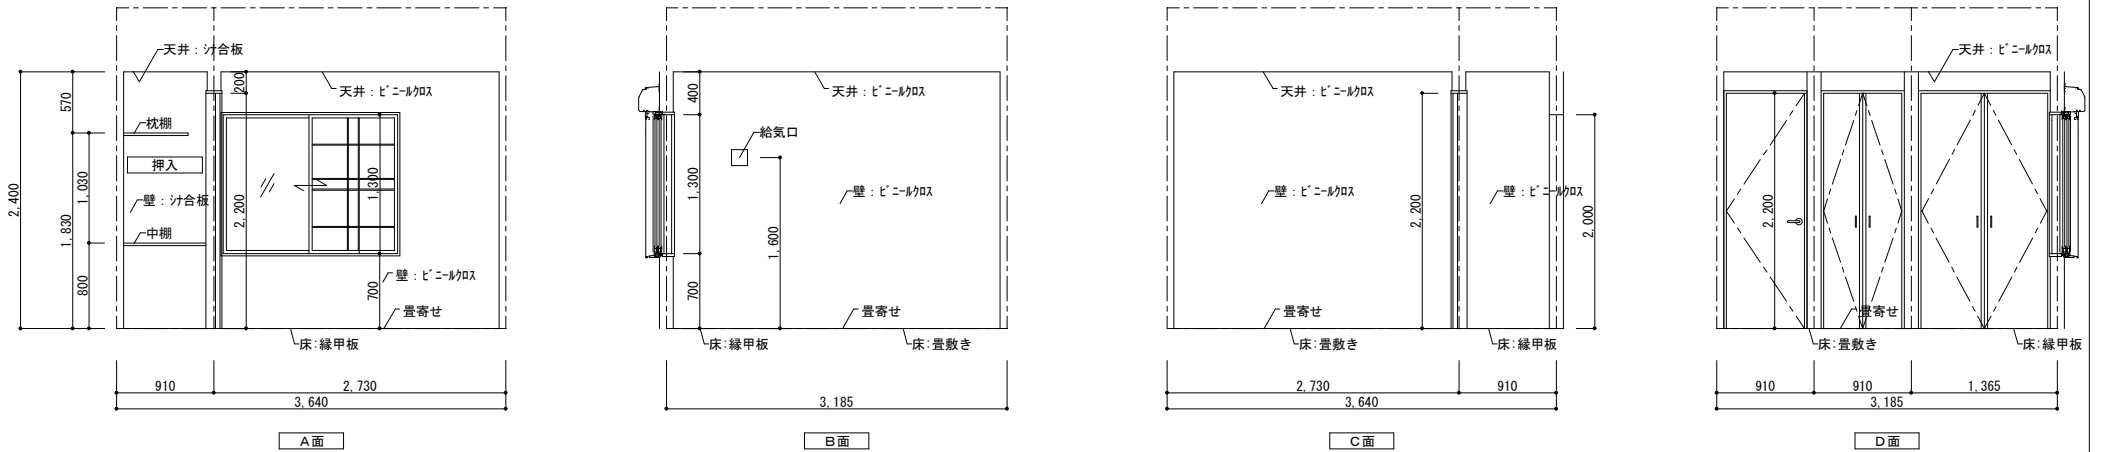 天井：ｼﾅ合板
200
天井：ﾋﾞﾆｰﾙｸﾛｽ
570
枕棚
押入
2,400
1,030
1,830
壁：ｼﾅ合板
中棚
800
2,200
1,300
700
壁：ﾋﾞﾆｰﾙｸﾛｽ
畳寄せ
床：縁甲板
910
2,730
3,640
A面
400
天井：ﾋﾞﾆｰﾙｸﾛｽ
給気口
1,300
壁：ﾋﾞﾆｰﾙｸﾛｽ
1,600
700
畳寄せ
床：縁甲板
床：畳敷き
3,185
B面
天井：ﾋﾞﾆｰﾙｸﾛｽ
壁：ﾋﾞﾆｰﾙｸﾛｽ
2,200
壁：ﾋﾞﾆｰﾙｸﾛｽ
2,000
畳寄せ
床：畳敷き
床：縁甲板
2,730
910
3,640
C面
天井：ﾋﾞﾆｰﾙｸﾛｽ
2,200
畳寄せ
床：畳敷き
床：縁甲板
910
910
1,365
3,185
D面